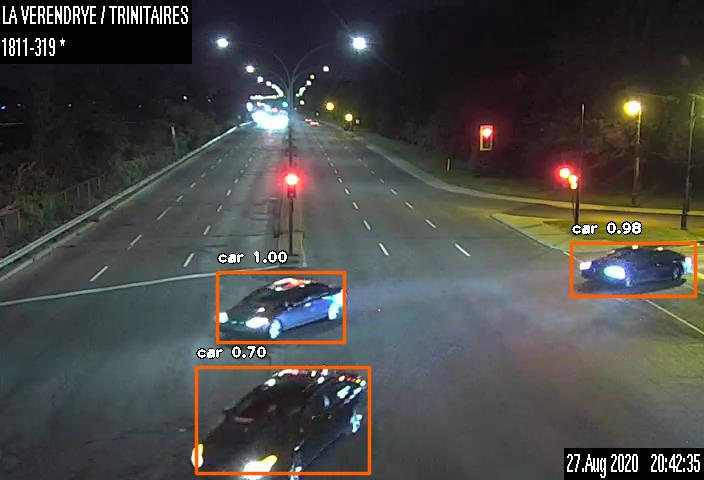 LA VERENDRYE / TRINITAIRES
1811-319 *
car 0.98
car 1.00
car 0.70
27.Aug 2020 20:42:35